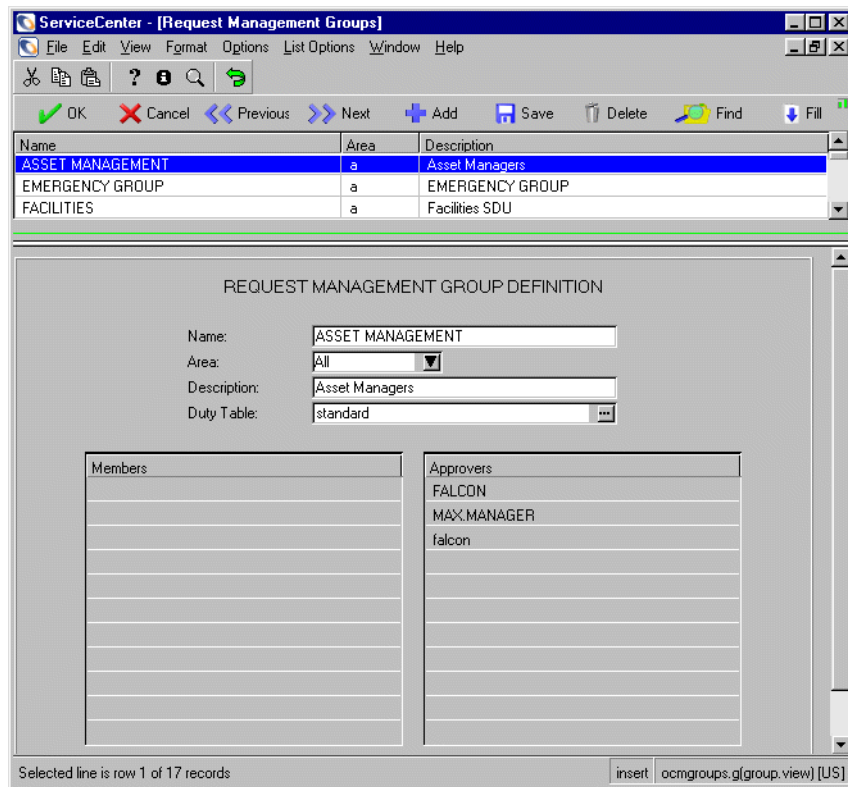 ServiceCenter - [Request Management Groups]
File Edit View Format Options List Options Window Help
OK Cancel Previous Next Add Save Delete Find Fill
Name Area Description
ASSET MANAGEMENT a Asset Managers
EMERGENCY GROUP a EMERGENCY GROUP
FACILITIES a Facilities SDU
REQUEST MANAGEMENT GROUP DEFINITION
Name: ASSET MANAGEMENT
Area: All
Description: Asset Managers
Duty Table: standard
Members Approvers
FALCON
MAX.MANAGER
falcon
Selected line is row 1 of 17 records insert ocmgroups.g(group.view) [US]